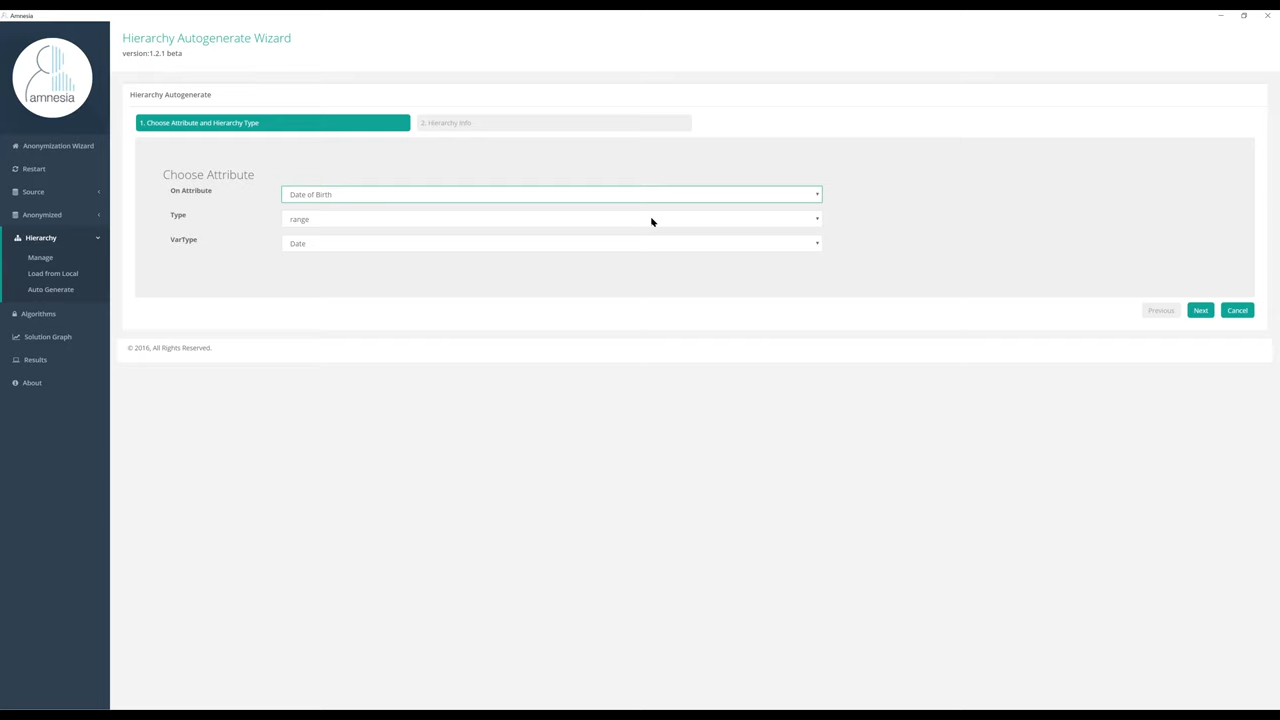 Amnesia
amnesia
Anonymization Wizard
Restart
Source
Anonymized
Hierarchy
Manage
Load from Local
Auto Generate
Algorithms
Solution Graph
Results
About
Hierarchy Autogenerate Wizard
version:1.2.1 beta
Hierarchy Autogenerate
1. Choose Attribute and Hierarchy Type
2. Hierarchy Info
Choose Attribute
On Attribute
Date of Birth
Type
range
VarType
Date
Previous
Next
Cancel
© 2016, All Rights Reserved.